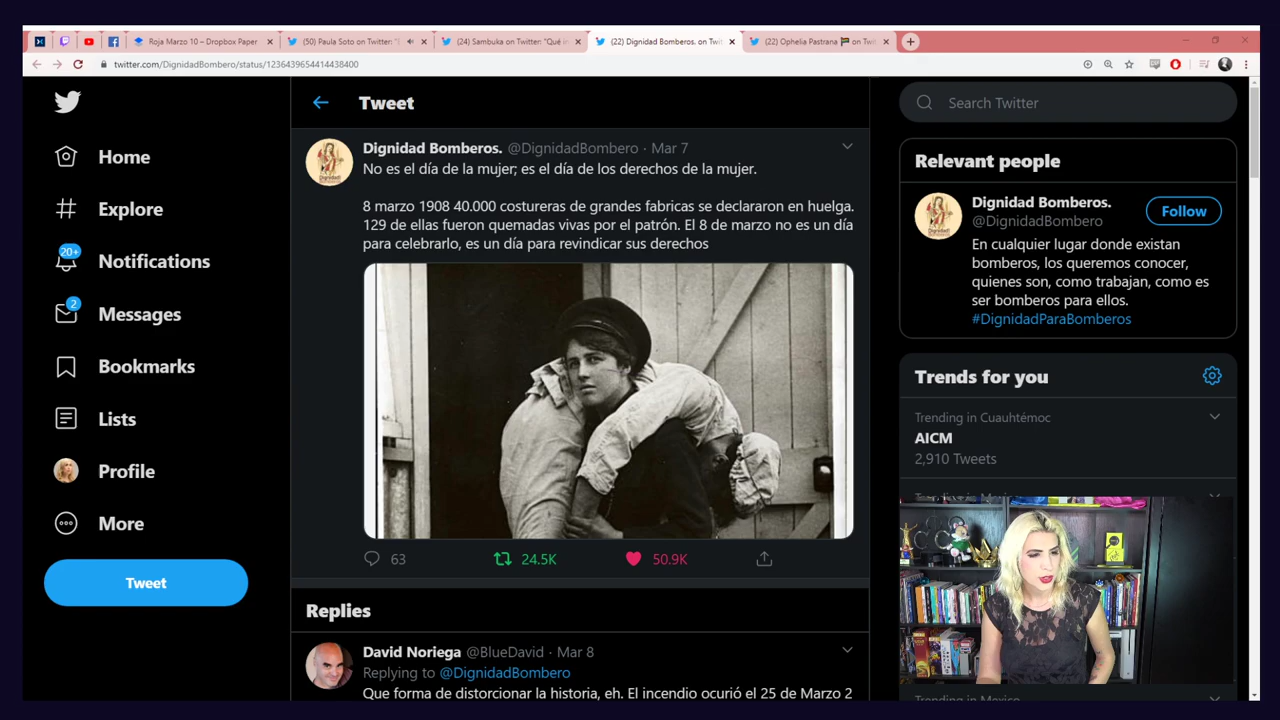 Roja Marzo 10 – Dropbox Paper
(50) Paula Soto on Twitter: "(
(24) Sambuka on Twitter: "Qué in
(22) Dignidad Bomberos. on Twit
(22) Ophelia Pastrana on Twit
twitter.com/DignidadBombero/status/1236439654414438400
Home
Explore
20+
Notifications
2
Messages
Bookmarks
Lists
Profile
More
Tweet
Tweet
Dignidad Bomberos. @DignidadBombero · Mar 7
No es el día de la mujer; es el día de los derechos de la mujer.
8 marzo 1908 40.000 costureras de grandes fabricas se declararon en huelga.
129 de ellas fueron quemadas vivas por el patrón. El 8 de marzo no es un día
para celebrarlo, es un día para revindicar sus derechos
63
24.5K
50.9K
Replies
David Noriega @BlueDavid · Mar 8
Replying to @DignidadBombero
Que forma de distorcionar la historia, eh. El incendio ocurió el 25 de Marzo 2
Search Twitter
Relevant people
Dignidad Bomberos.
@DignidadBombero
Follow
En cualquier lugar donde existan
bomberos, los queremos conocer,
quienes son, como trabajan, como es
ser bomberos para ellos.
#DignidadParaBomberos
Trends for you
Trending in Cuauhtémoc
AICM
2,910 Tweets
Trending in Mexico